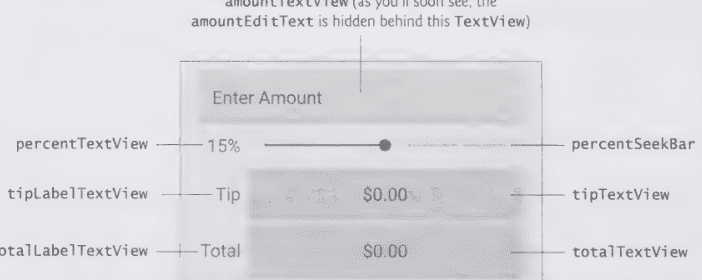 amountTextView (as you'll soon see, the
amountEditText is hidden behind this TextView)
Enter Amount
percentTextView 15% percentSeekBar
tipLabelTextView Tip $0.00 tipTextView
otalLabelTextView Total $0.00 totalTextView